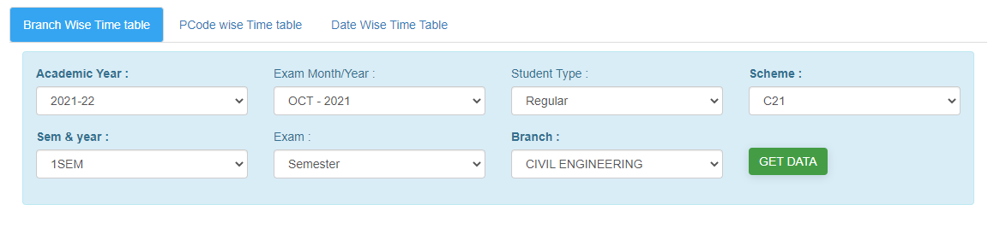 Branch Wise Time table PCode wise Time table Date Wise Time Table
Academic Year : Exam Month/Year : Student Type : Scheme :
2021-22 OCT - 2021 Regular C21
Sem & year : Exam : Branch :
1SEM Semester CIVIL ENGINEERING GET DATA